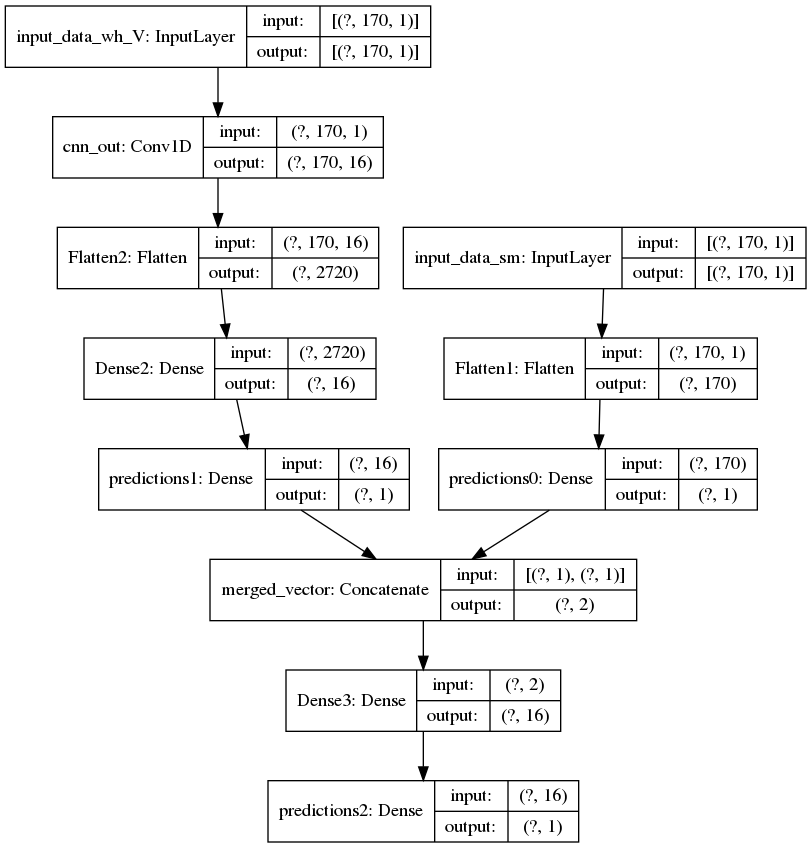 input_data_wh_V: InputLayer
input: [(?, 170, 1)]
output: [(?, 170, 1)]
cnn_out: Conv1D
input: (?, 170, 1)
output: (?, 170, 16)
Flatten2: Flatten
input: (?, 170, 16)
output: (?, 2720)
input_data_sm: InputLayer
input: [(?, 170, 1)]
output: [(?, 170, 1)]
Dense2: Dense
input: (?, 2720)
output: (?, 16)
Flatten1: Flatten
input: (?, 170, 1)
output: (?, 170)
predictions1: Dense
input: (?, 16)
output: (?, 1)
predictions0: Dense
input: (?, 170)
output: (?, 1)
merged_vector: Concatenate
input: [(?, 1), (?, 1)]
output: (?, 2)
Dense3: Dense
input: (?, 2)
output: (?, 16)
predictions2: Dense
input: (?, 16)
output: (?, 1)